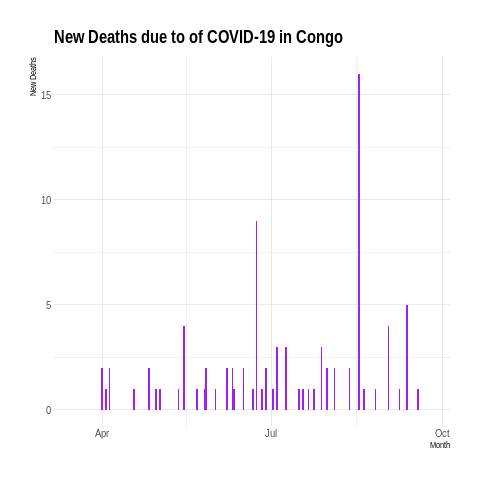 New Deaths due to of COVID-19 in Congo
New Deaths
15
10
5
0
Apr
Jul
Oct
Month